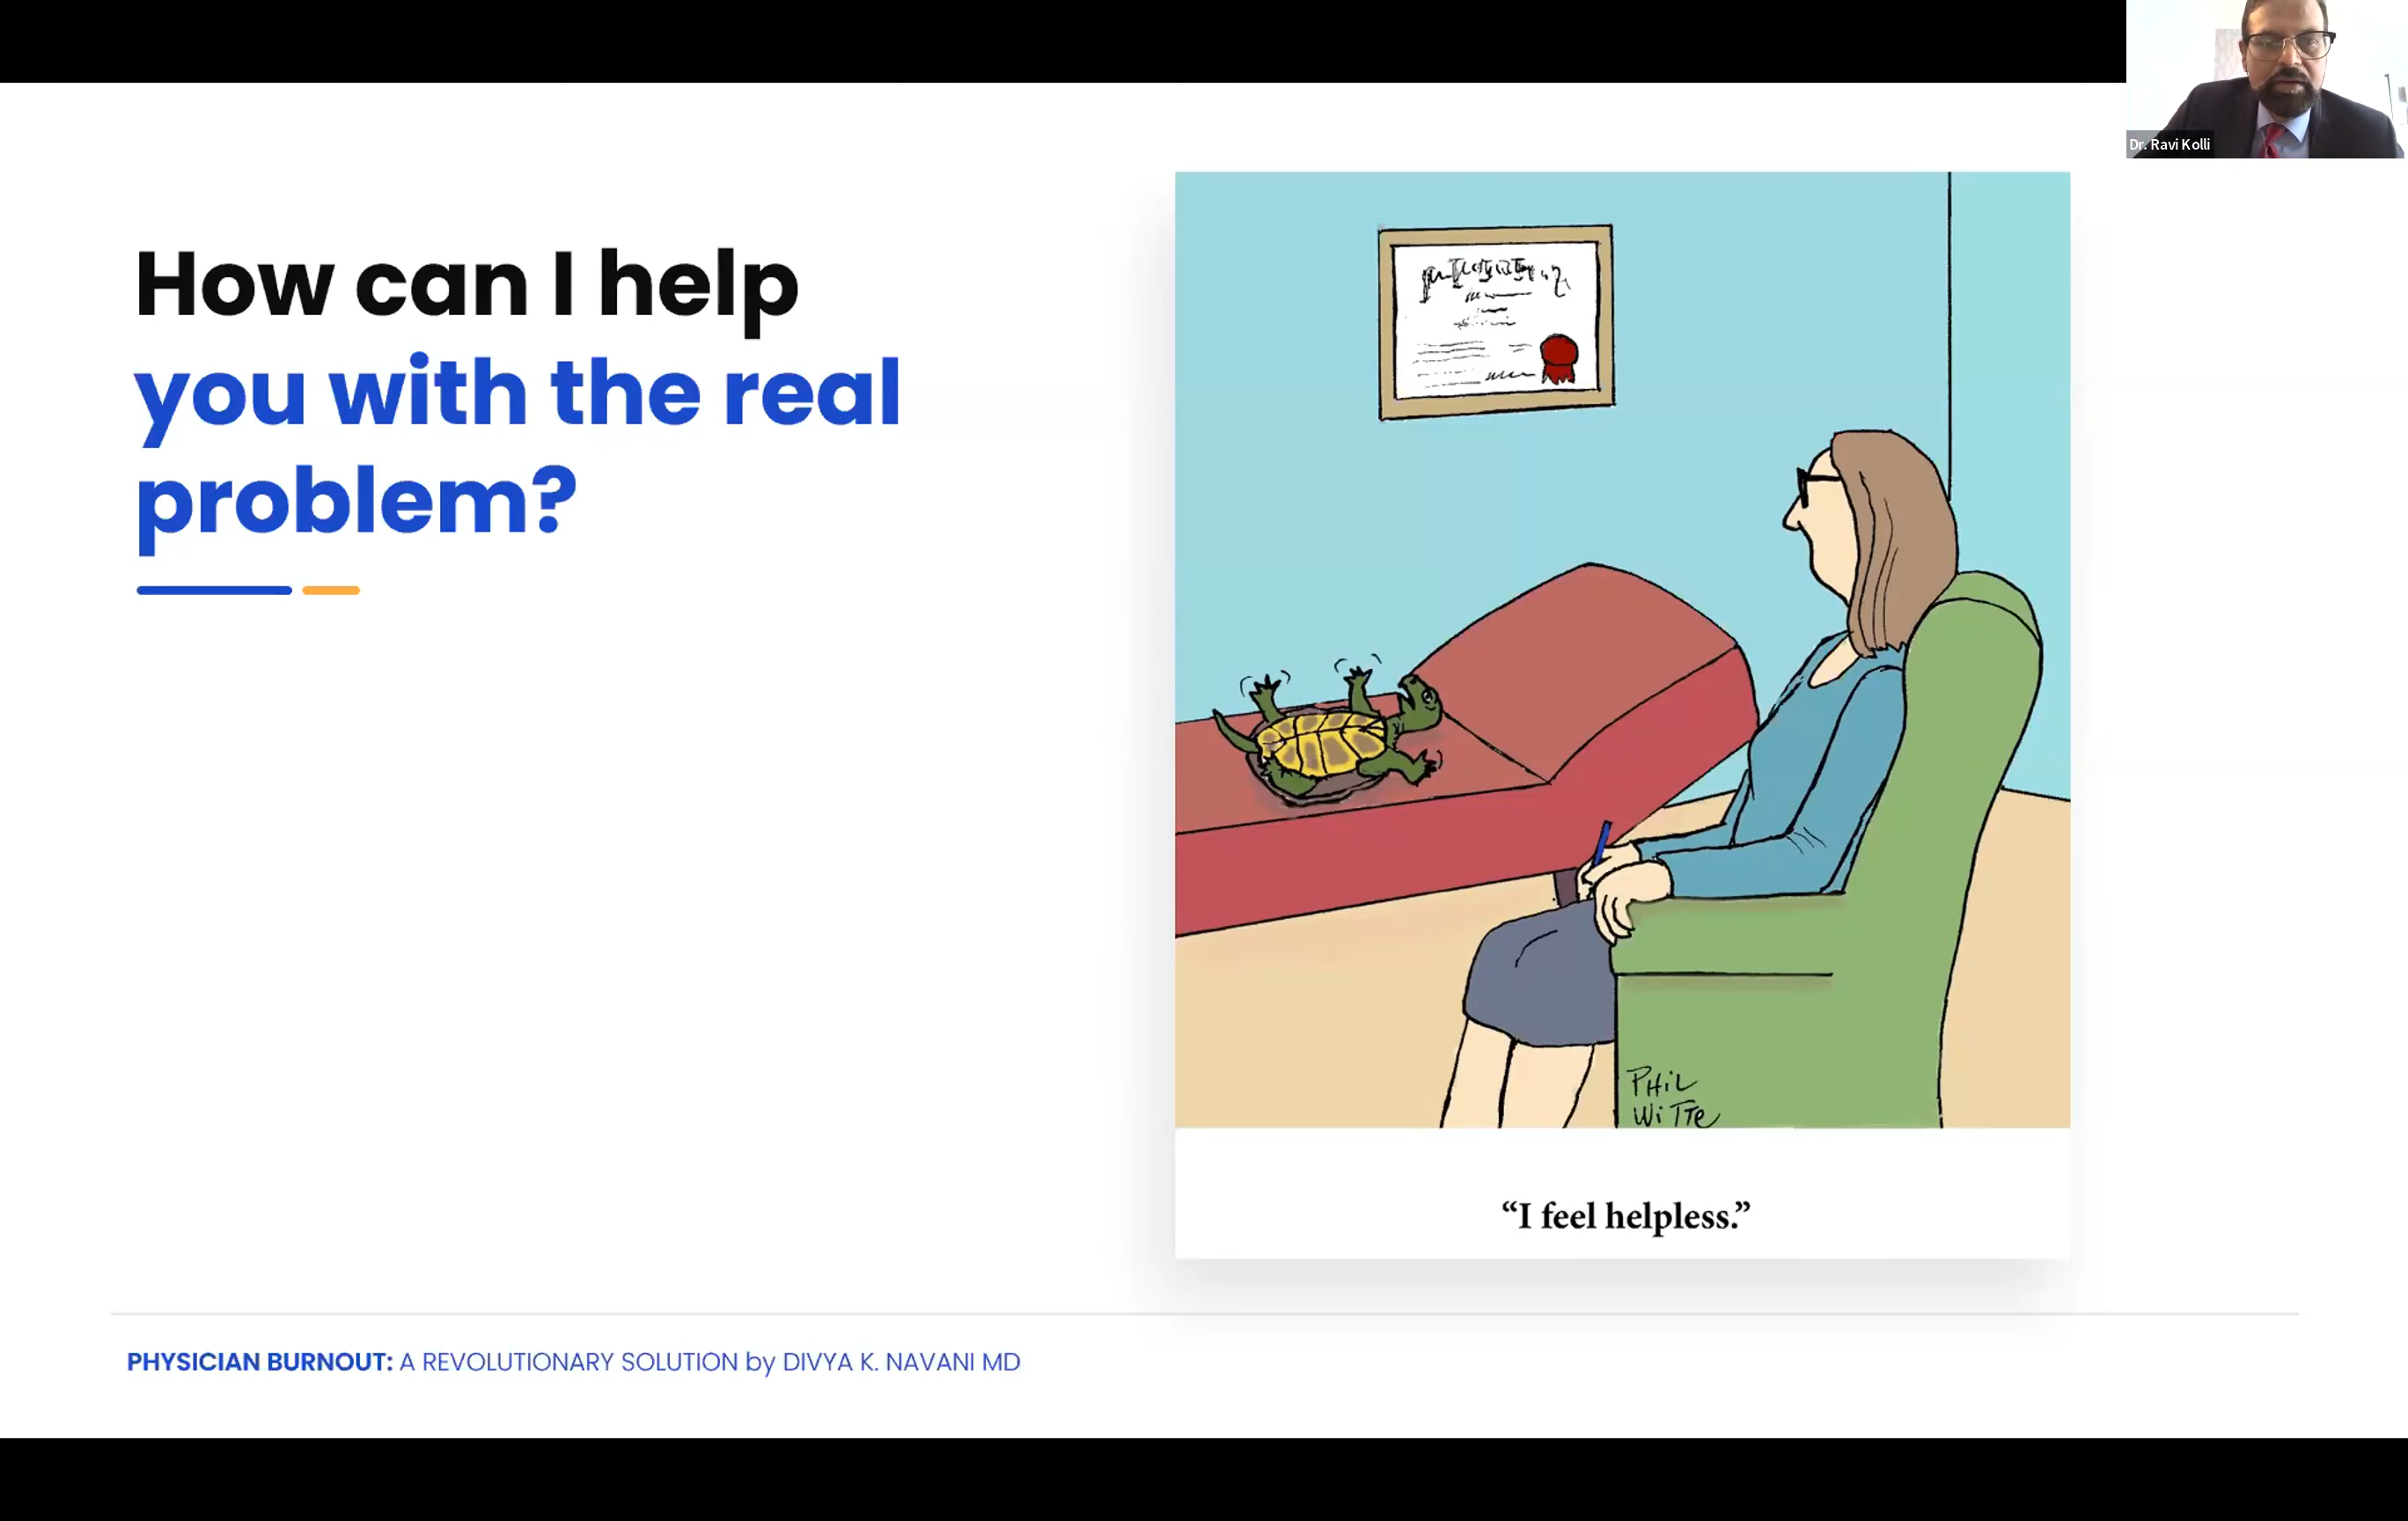 Dr. Ravi Kolli
How can I help
you with the real
problem?
PHIL
WITTE
“I feel helpless.”
PHYSICIAN BURNOUT: A REVOLUTIONARY SOLUTION by DIVYA K. NAVANI MD